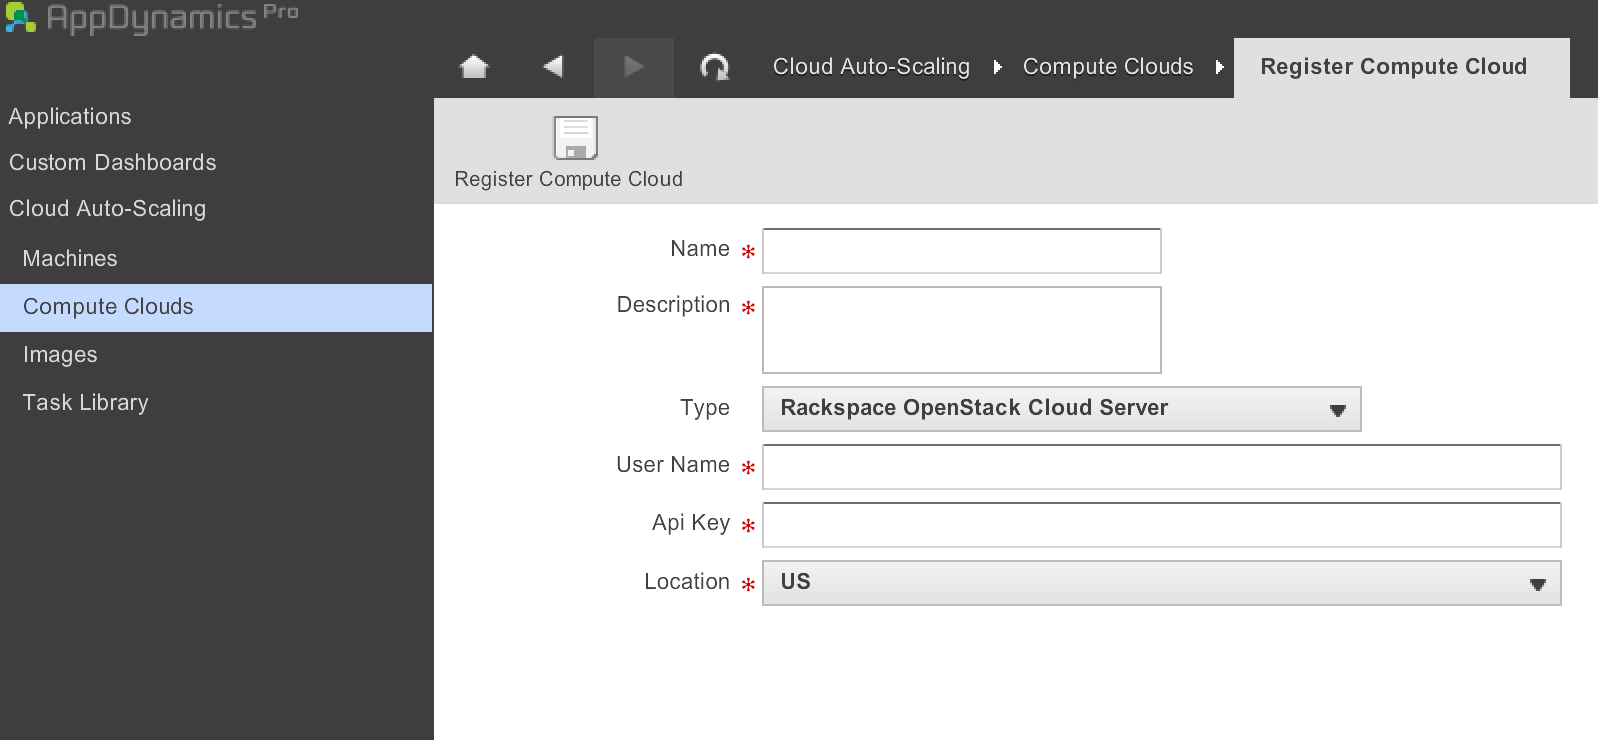 AppDynamics Pro
Cloud Auto-Scaling Compute Clouds Register Compute Cloud
Applications
Custom Dashboards
Cloud Auto-Scaling
Machines
Compute Clouds
Images
Task Library
Register Compute Cloud
Name *
Description *
Type Rackspace OpenStack Cloud Server
User Name *
Api Key *
Location * US